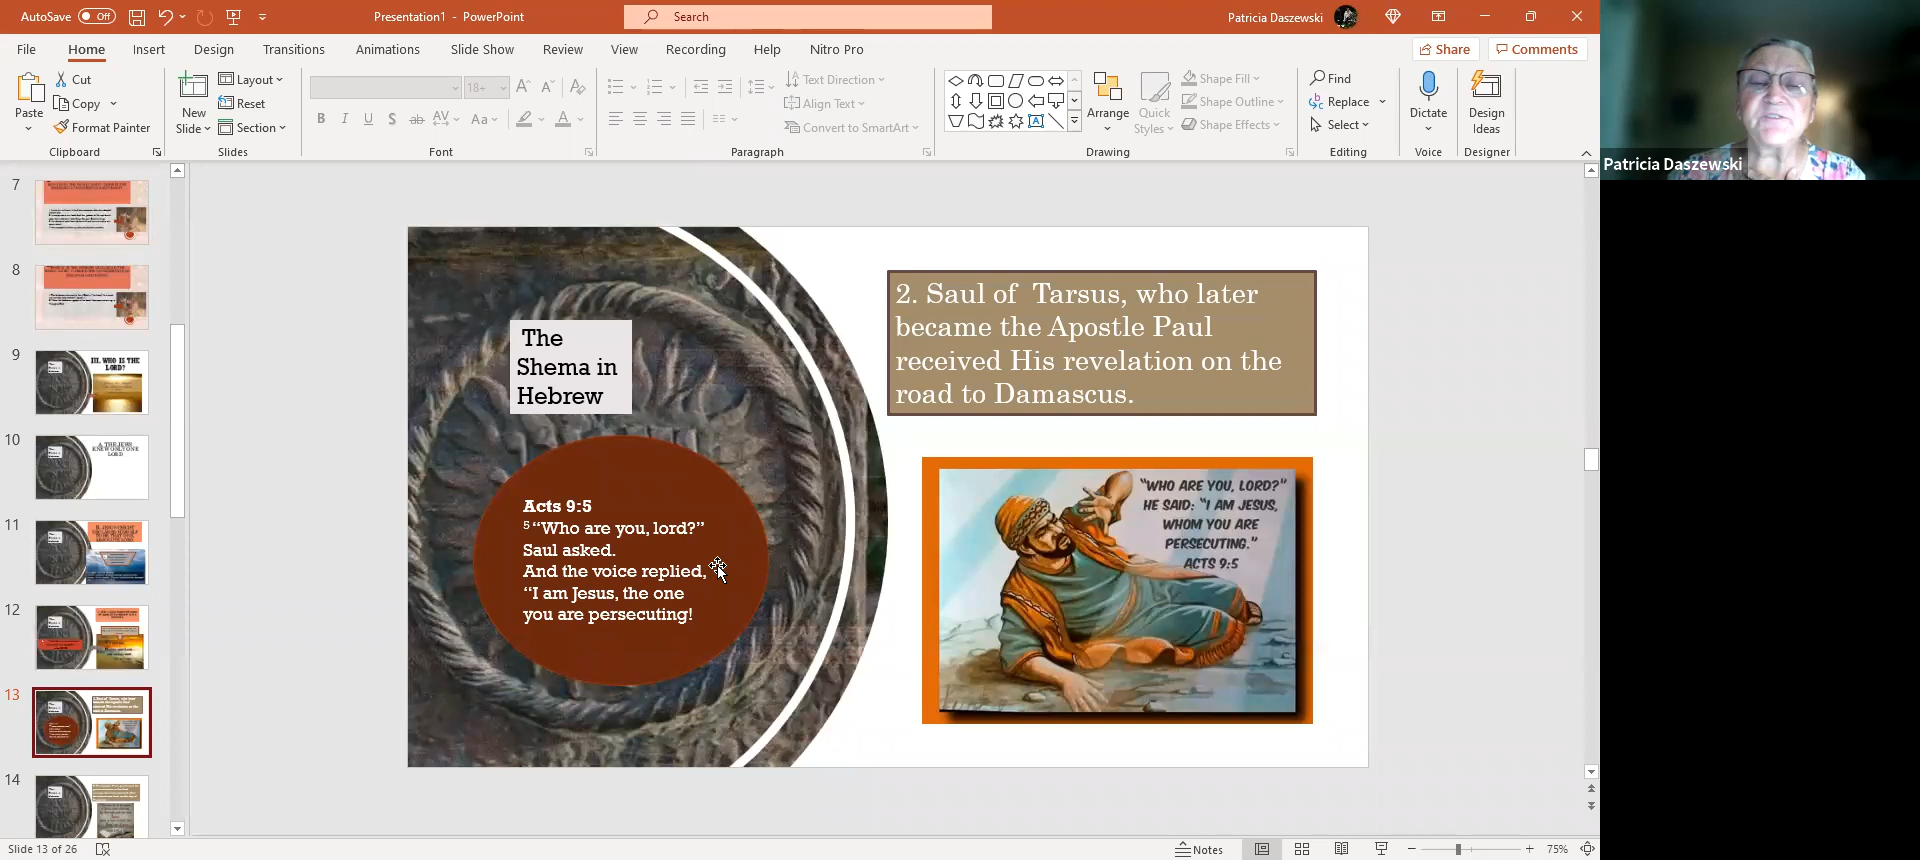 AutoSave Off
Presentation1 - PowerPoint
Search
Patricia Daszewski
File Home Insert Design Transitions Animations Slide Show Review View Recording Help Nitro Pro
Share Comments
Paste
Cut
Copy
Format Painter
Clipboard
New
Slide
Layout
Reset
Section
Slides
18+
Font
Text Direction
Align Text
Convert to SmartArt
Paragraph
Arrange
Quick
Styles
Shape Fill
Shape Outline
Shape Effects
Drawing
Find
Replace
Select
Editing
Dictate
Voice
Design
Ideas
Designer
Patricia Daszewski
7
8
9
III. WHO IS THE
LORD?
10
A. THE JEWS
KNEW ONLY ONE
LORD
11
12
13
14
The
Shema in
Hebrew
Acts 9:5
5 “Who are you, lord?”
Saul asked.
And the voice replied,
“I am Jesus, the one
you are persecuting!
2. Saul of Tarsus, who later
became the Apostle Paul
received His revelation on the
road to Damascus.
"WHO ARE YOU, LORD?"
HE SAID: "I AM JESUS,
WHOM YOU ARE
PERSECUTING."
ACTS 9:5
Slide 13 of 26
Notes
75%